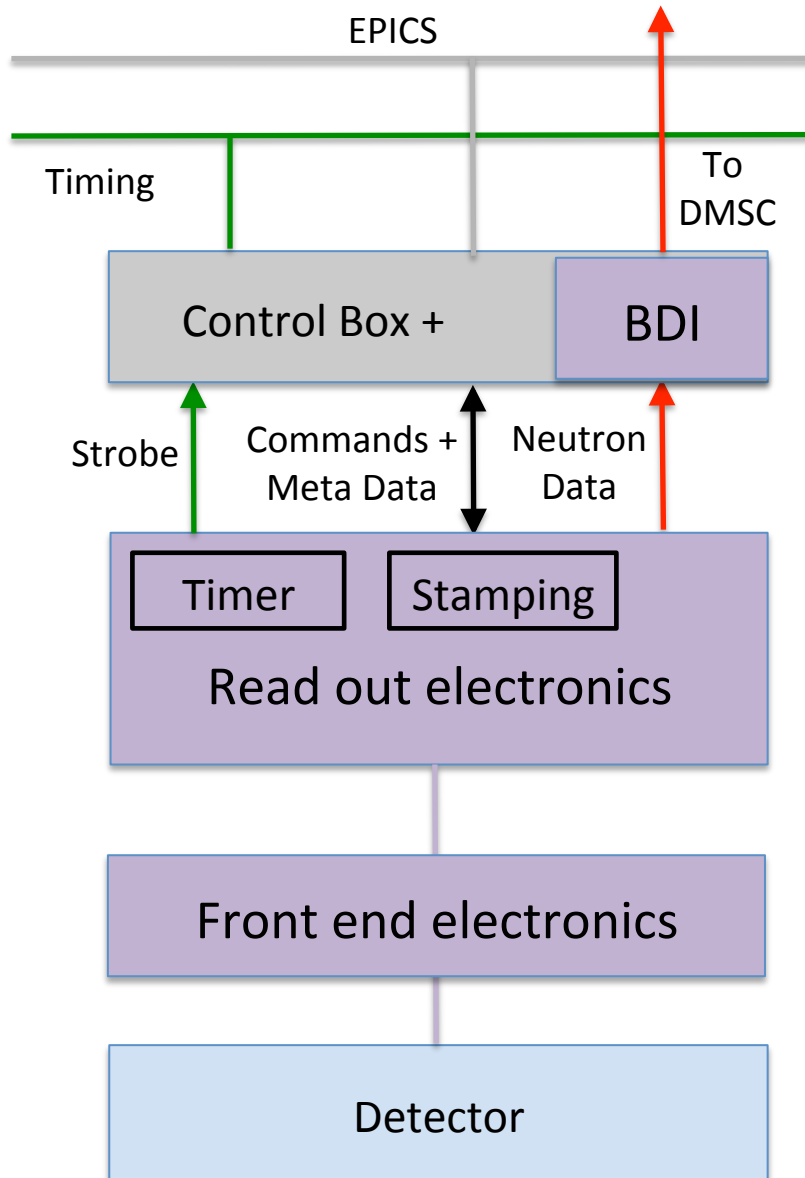 EPICS
Timing
To
DMSC
Control Box +
BDI
Strobe
Commands +
Meta Data
Neutron
Data
Timer
Stamping
Read out electronics
Front end electronics
Detector